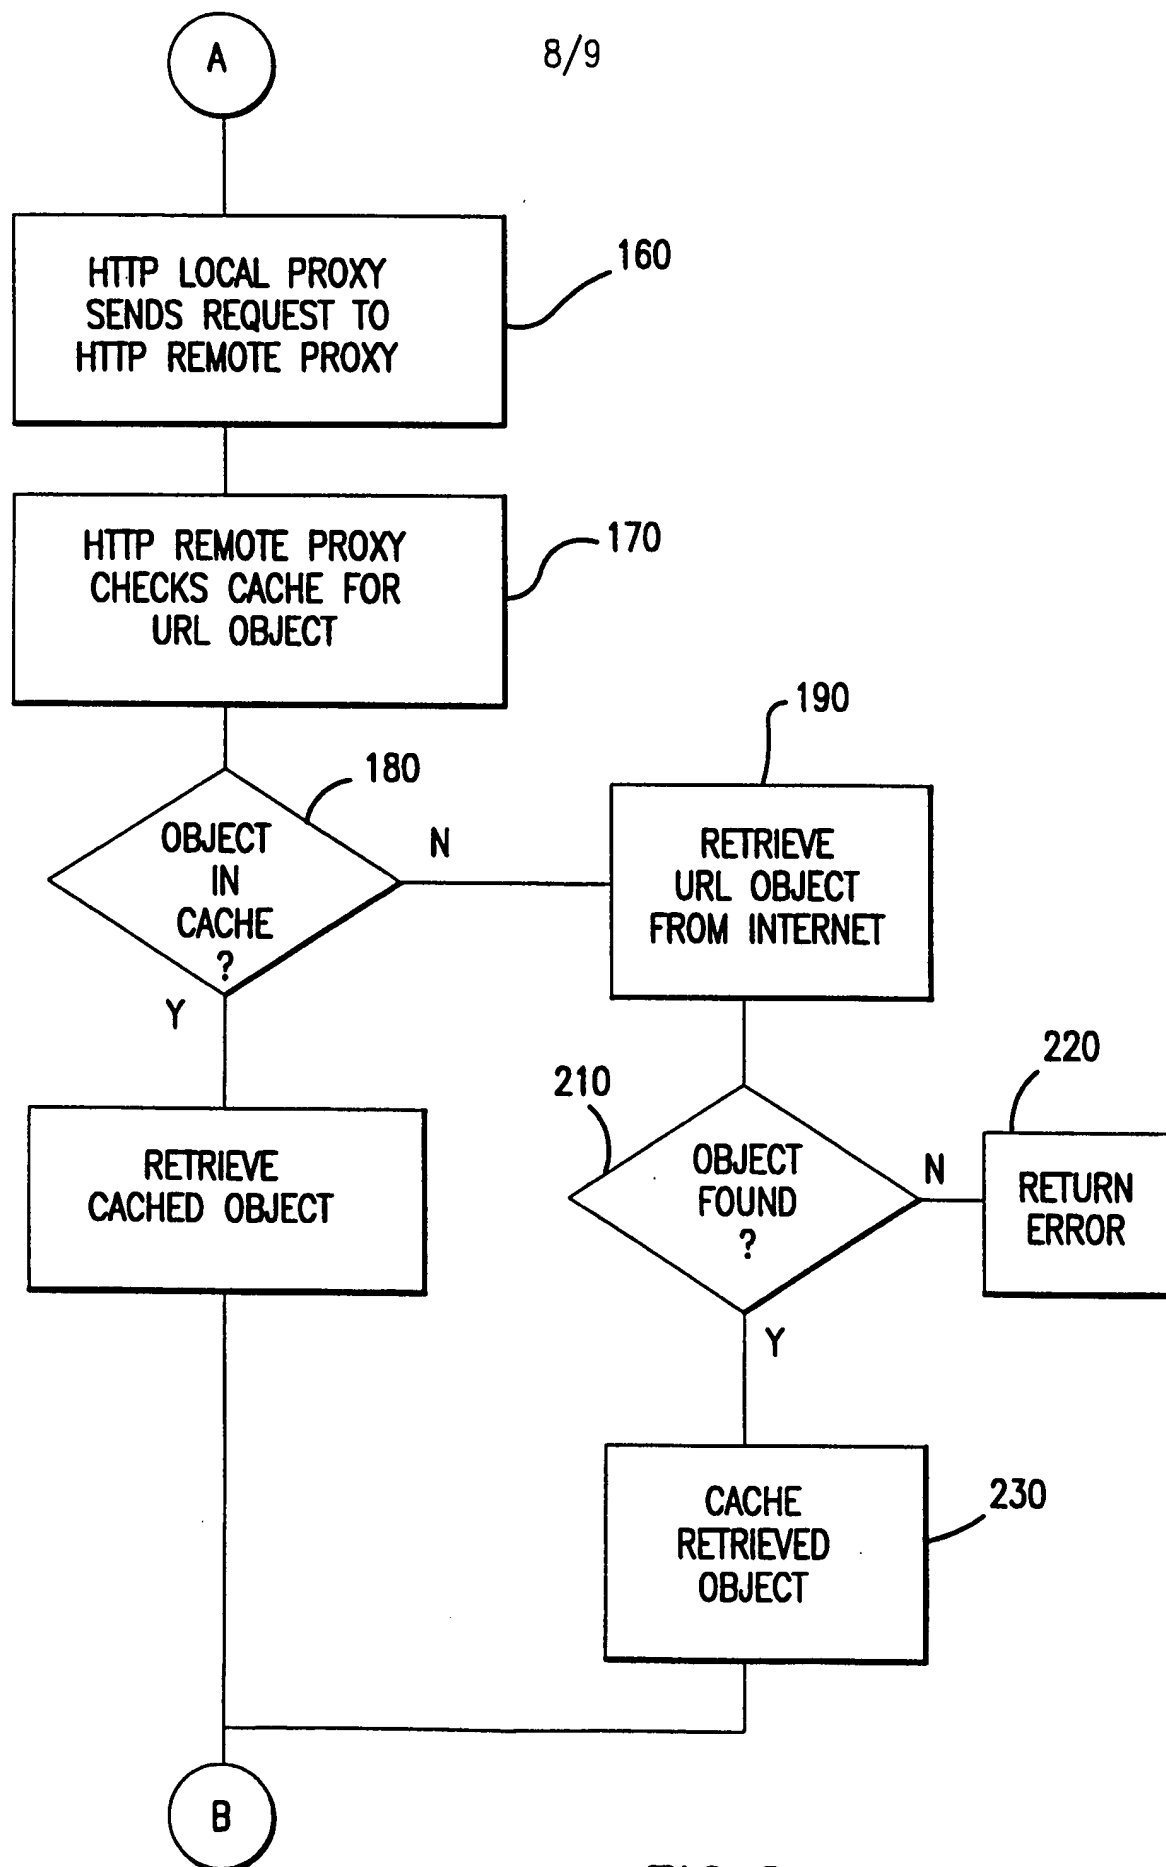 A
8/9
HTTP LOCAL PROXY
SENDS REQUEST TO
HTTP REMOTE PROXY
160
HTTP REMOTE PROXY
CHECKS CACHE FOR
URL OBJECT
170
180
OBJECT
IN
CACHE
?
N
Y
190
RETRIEVE
URL OBJECT
FROM INTERNET
RETRIEVE
CACHED OBJECT
210
OBJECT
FOUND
?
N
Y
220
RETURN
ERROR
CACHE
RETRIEVED
OBJECT
230
B